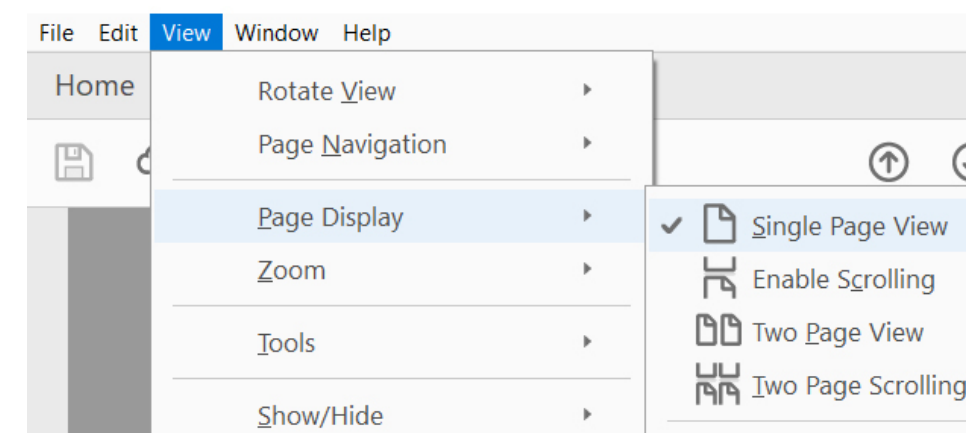 File Edit View Window Help
Home
Rotate View
Page Navigation
Page Display
Zoom
Tools
Show/Hide
Single Page View
Enable Scrolling
Two Page View
Two Page Scrolling